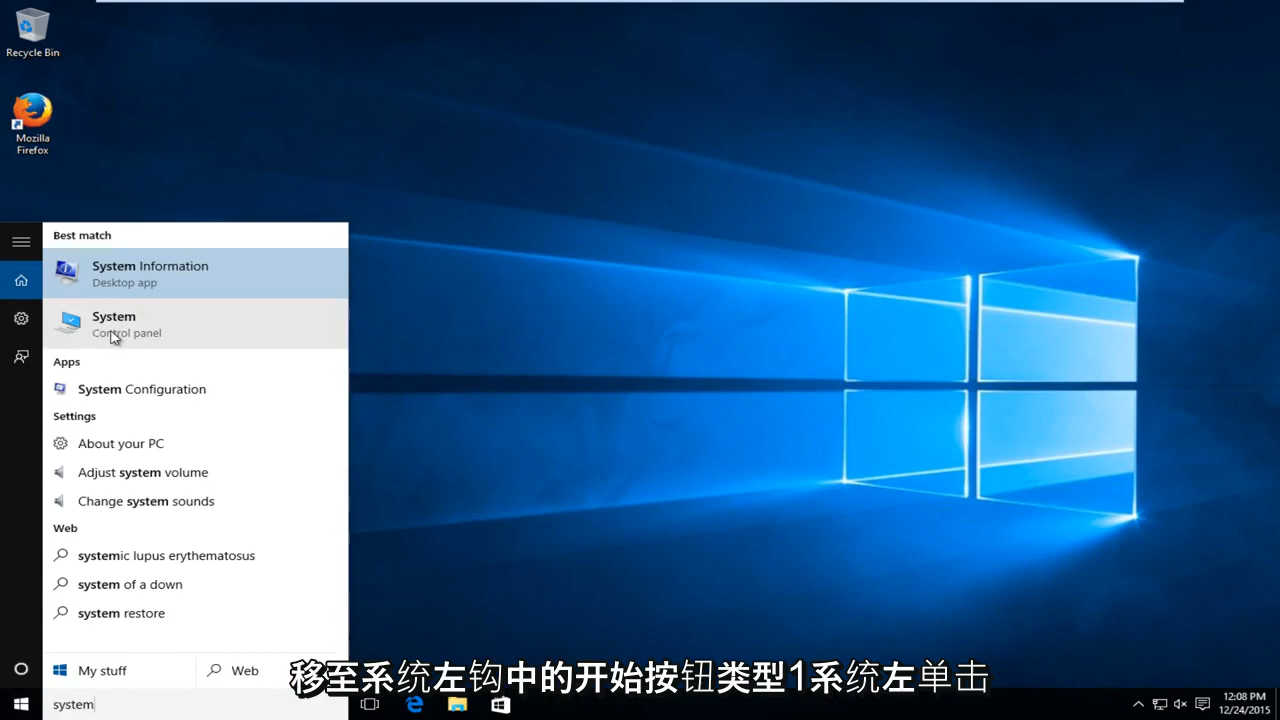 Recycle Bin
Mozilla
Firefox
Best match
System Information
Desktop app
System
Control panel
Apps
System Configuration
Settings
About your PC
Adjust system volume
Change system sounds
Web
systemic lupus erythematosus
system of a down
system restore
My stuff
Web
移至系统左钩中的开始按钮类型1系统左单击
system
12:08 PM
12/24/2015